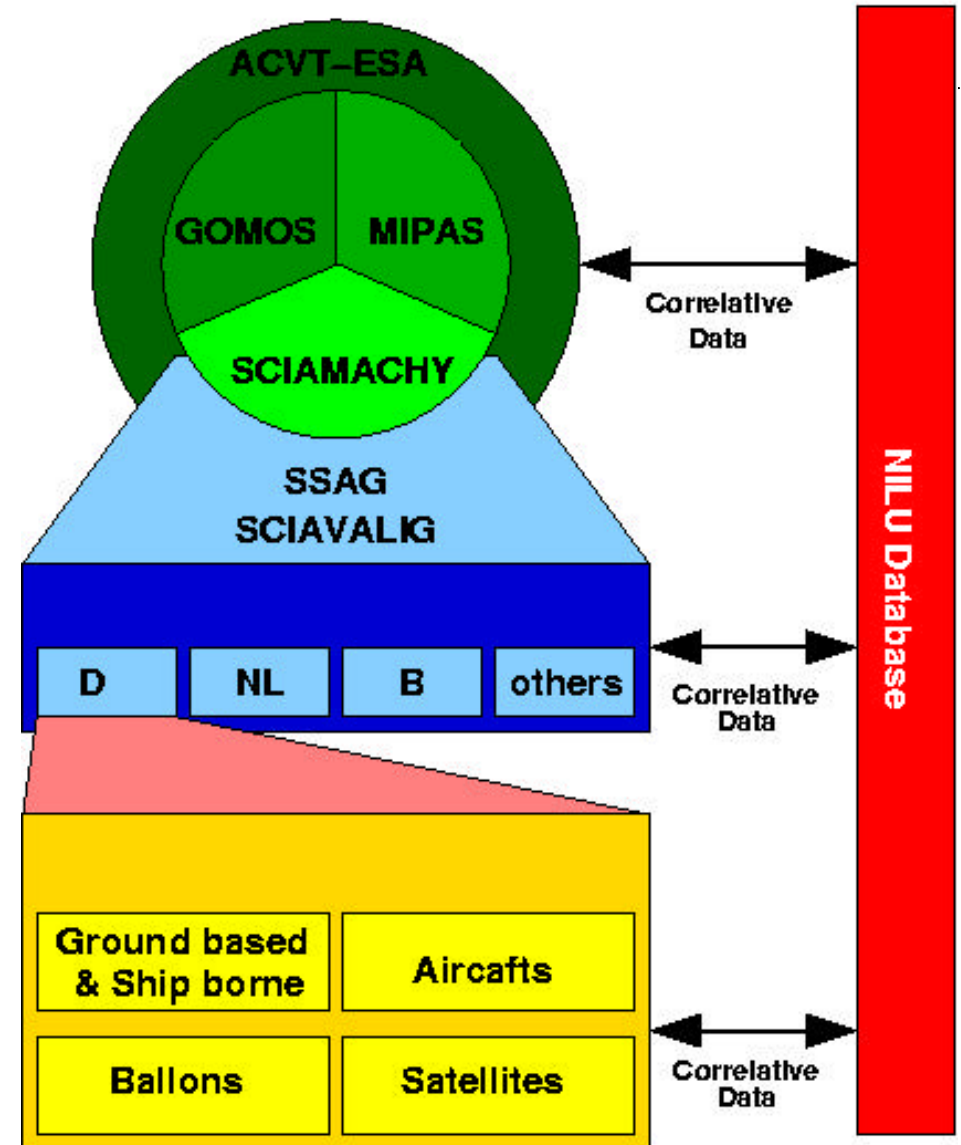 ACVT-ESA
GOMOS
MIPAS
SCIAMACHY
Correlative
Data
SSAG
SCIAVALIG
NILU Database
D
NL
B
others
Correlative
Data
Ground based
& Ship borne
Aircafts
Ballons
Satellites
Correlative
Data